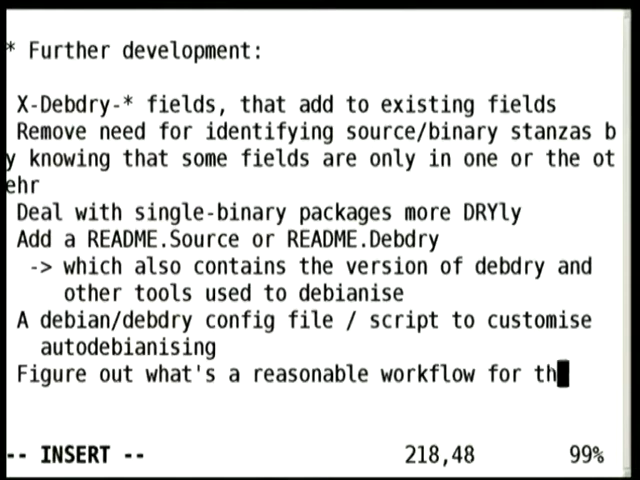 * Further development:
X-Debdry-* fields, that add to existing fields
Remove need for identifying source/binary stanzas b
y knowing that some fields are only in one or the ot
ehr
Deal with single-binary packages more DRYly
Add a README.Source or README.Debdry
-> which also contains the version of debdry and
other tools used to debianise
A debian/debdry config file / script to customise
autodebianising
Figure out what's a reasonable workflow for th
-- INSERT -- 218,48 99%